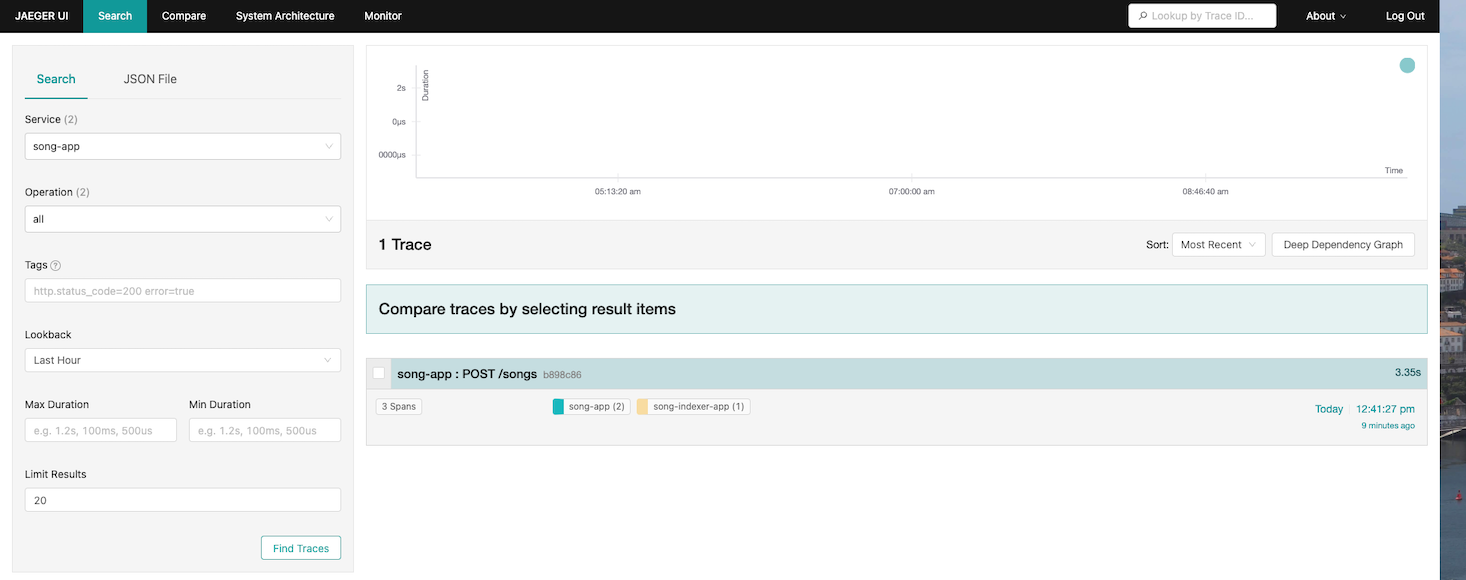 JAEGER UI Search Compare System Architecture Monitor Lookup by Trace ID... About Log Out
Search JSON File
Service (2)
song-app
Operation (2)
all
Tags ?
http.status_code=200 error=true
Lookback
Last Hour
Max Duration Min Duration
e.g. 1.2s, 100ms, 500us e.g. 1.2s, 100ms, 500us
Limit Results
20
Find Traces
Duration
2s
0μs
0000μs
Time
05:13:20 am 07:00:00 am 08:46:40 am
1 Trace Sort: Most Recent Deep Dependency Graph
Compare traces by selecting result items
song-app : POST /songs b898c86 3.35s
3 Spans song-app (2) song-indexer-app (1) Today 12:41:27 pm
9 minutes ago